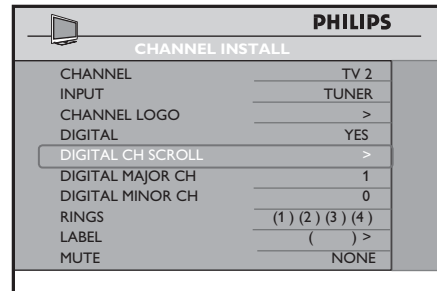 PHILIPS
CHANNEL INSTALL
CHANNEL TV 2
INPUT TUNER
CHANNEL LOGO >
DIGITAL YES
DIGITAL CH SCROLL >
DIGITAL MAJOR CH 1
DIGITAL MINOR CH 0
RINGS (1 ) (2 ) (3 ) (4 )
LABEL ( ) >
MUTE NONE